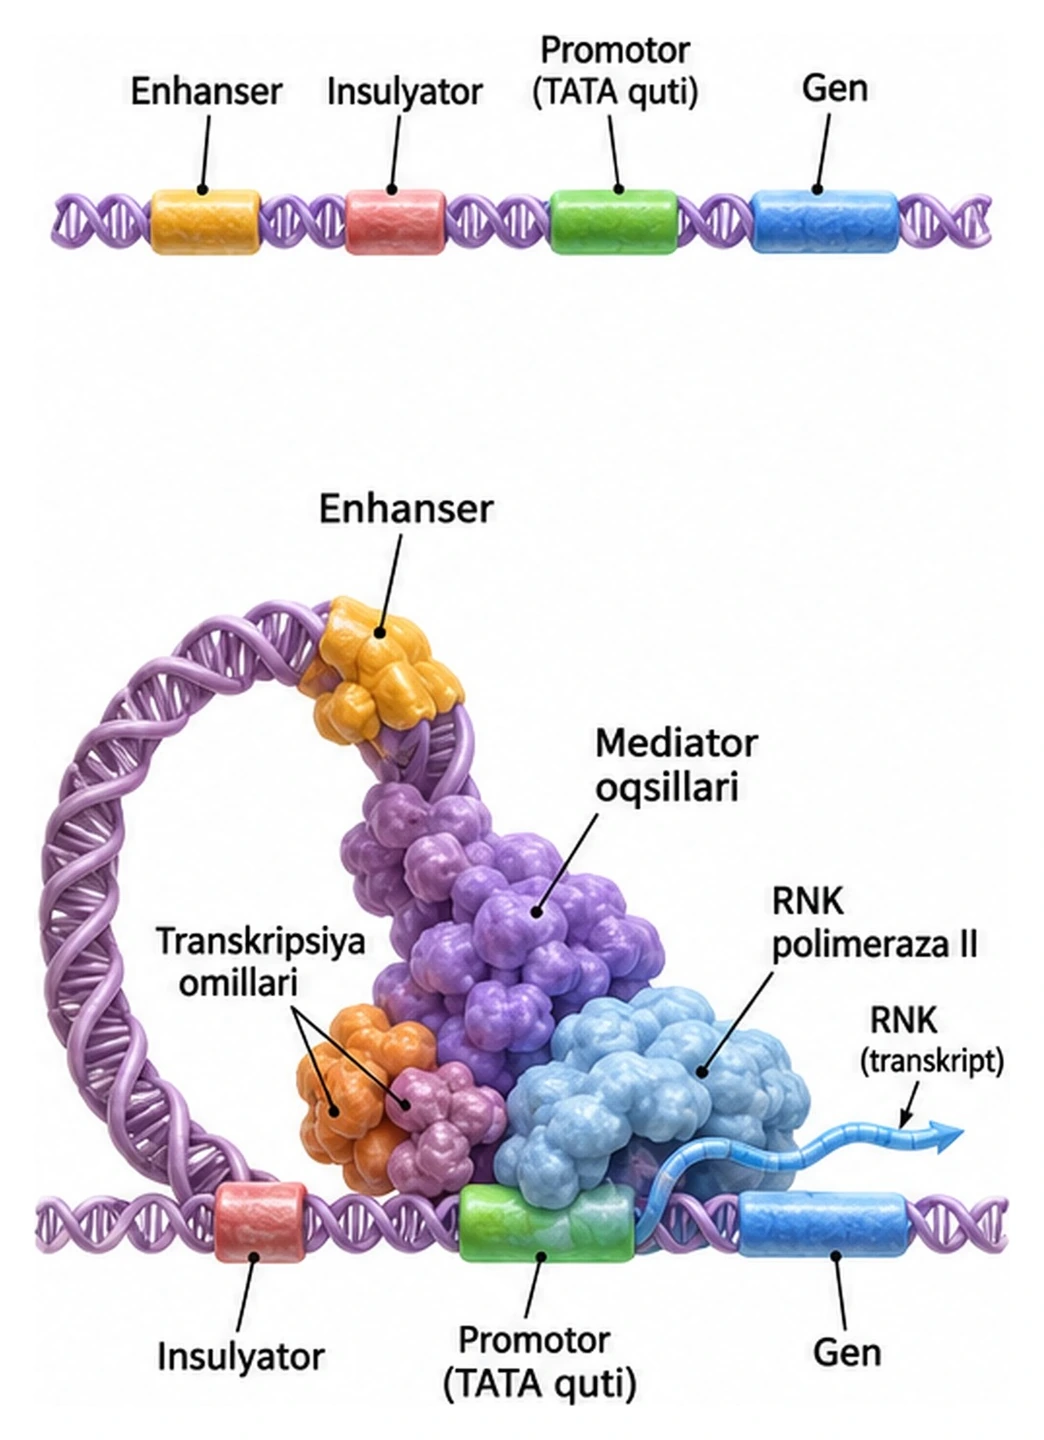 Enhanser
Insulyator
Promotor
(TATA quti)
Gen
Enhanser
Mediator
oqsillari
RNK
polimeraza II
Transkripsiya
omillari
RNK
(transkript)
Insulyator
Promotor
(TATA quti)
Gen